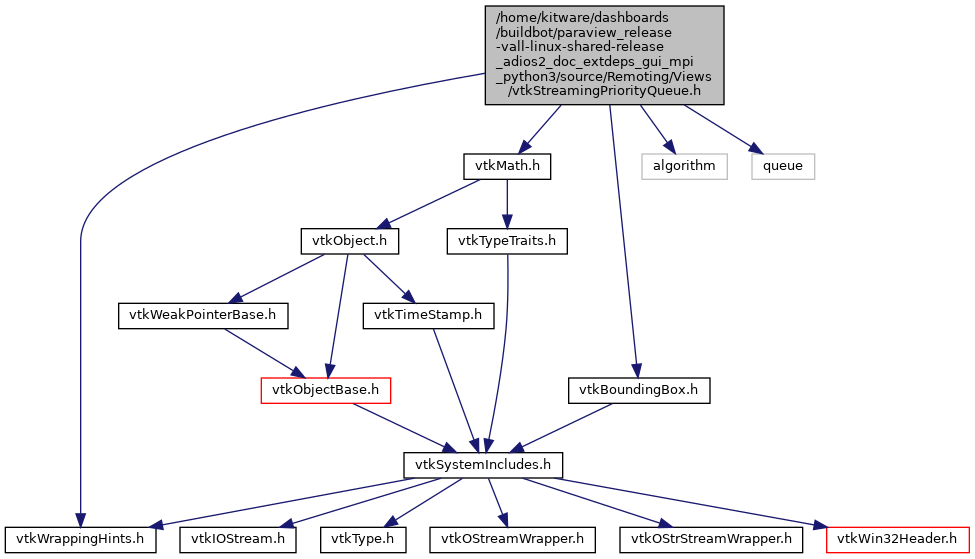 /home/kitware/dashboards
/buildbot/paraview_release
-vall-linux-shared-release
_adios2_doc_extdeps_gui_mpi
_python3/source/Remoting/Views
/vtkStreamingPriorityQueue.h
vtkMath.h
algorithm
queue
vtkObject.h
vtkTypeTraits.h
vtkWeakPointerBase.h
vtkTimeStamp.h
vtkObjectBase.h
vtkBoundingBox.h
vtkSystemIncludes.h
vtkWrappingHints.h
vtkIOStream.h
vtkType.h
vtkOStreamWrapper.h
vtkOStrStreamWrapper.h
vtkWin32Header.h